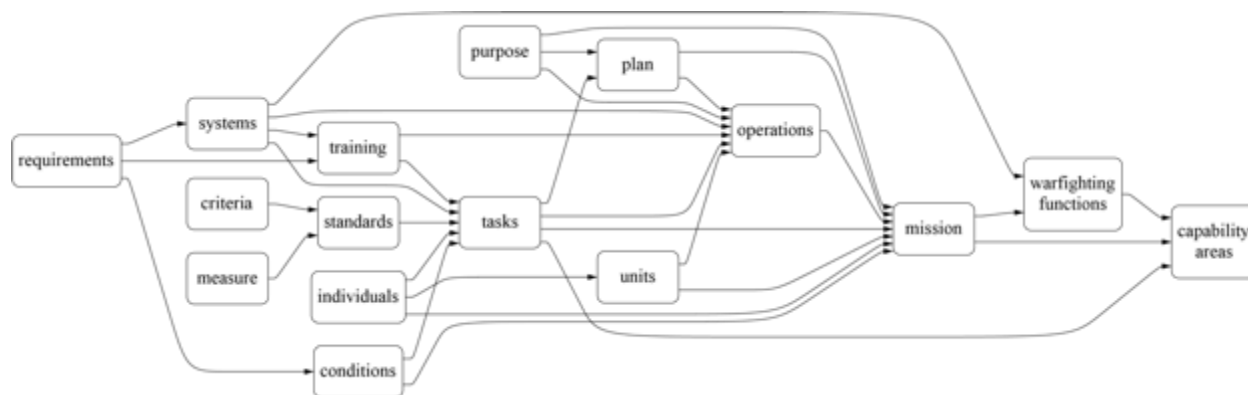 requirements
systems
criteria
measure
training
standards
individuals
conditions
purpose
tasks
plan
units
operations
mission
warfighting
functions
capability
areas